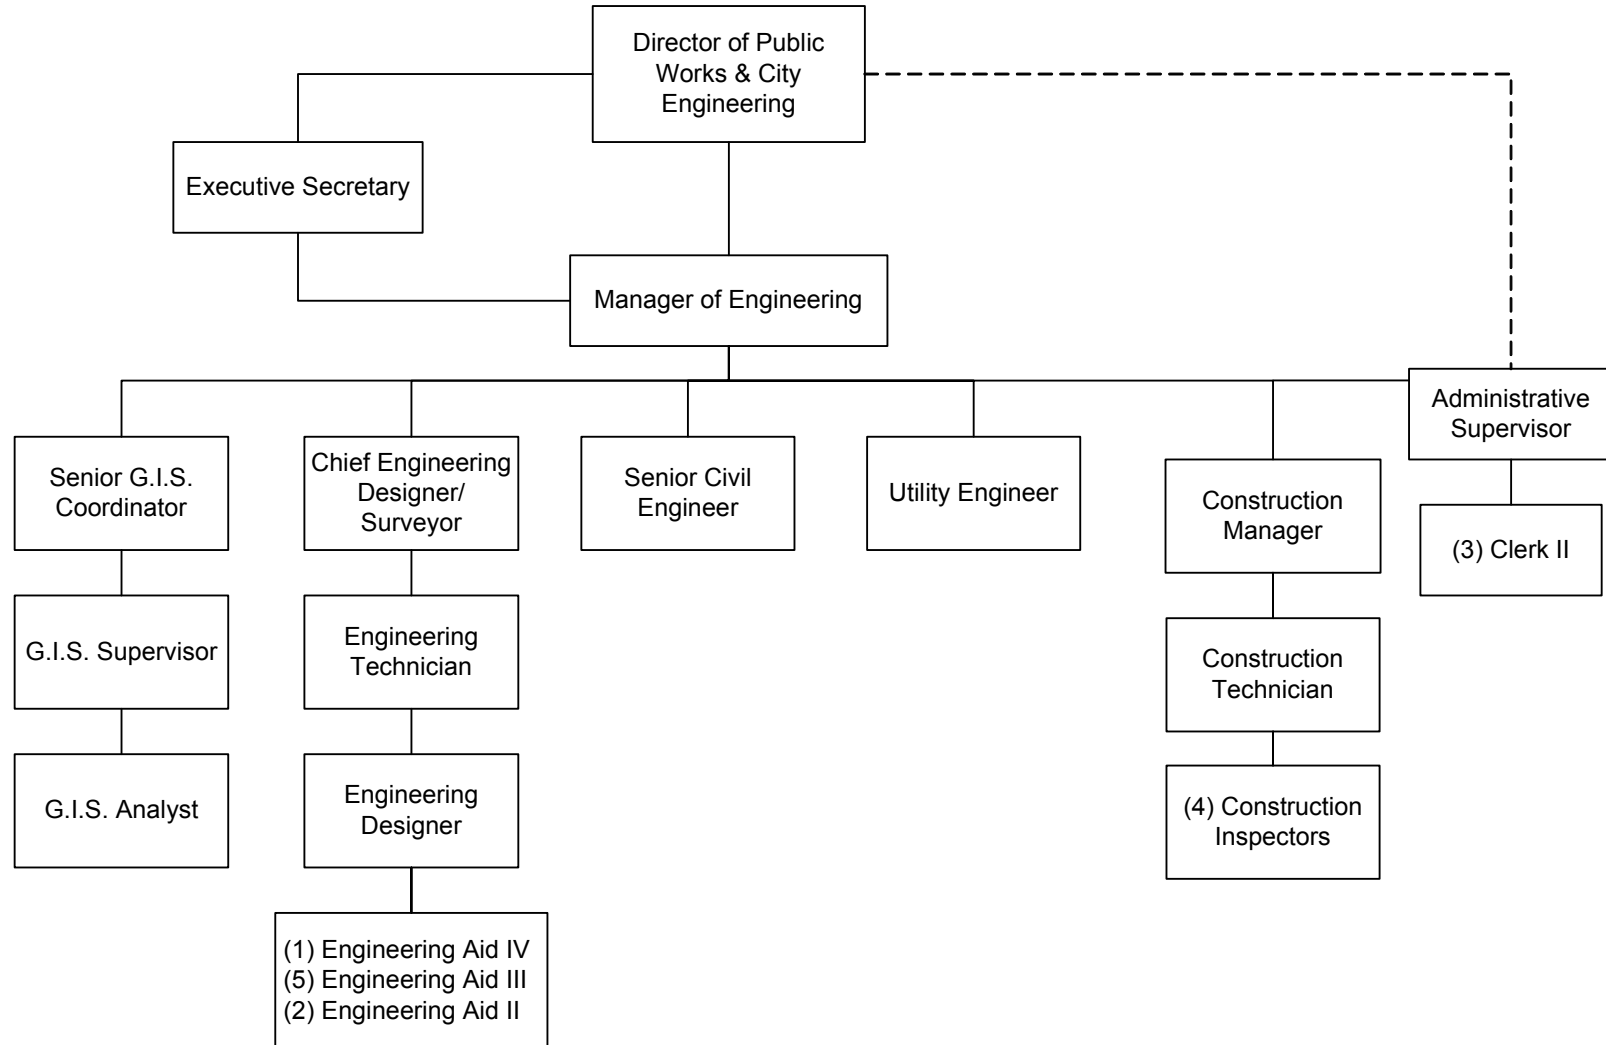 Director of Public
Works & City
Engineering
Executive Secretary
Manager of Engineering
Administrative
Supervisor
Senior G.I.S.
Coordinator
Chief Engineering
Designer/
Surveyor
Senior Civil
Engineer
Utility Engineer
Construction
Manager
(3) Clerk II
G.I.S. Supervisor
Engineering
Technician
Construction
Technician
G.I.S. Analyst
Engineering
Designer
(4) Construction
Inspectors
(1) Engineering Aid IV
(5) Engineering Aid III
(2) Engineering Aid II